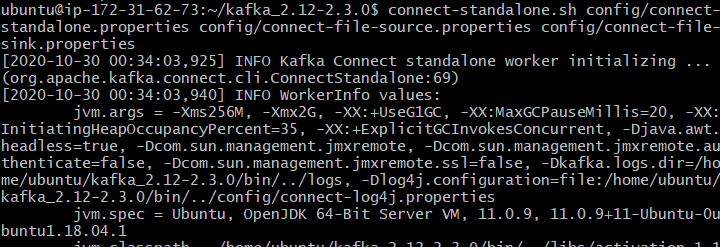 ubuntu@ip-172-31-62-73:~/kafka_2.12-2.3.0$ connect-standalone.sh config/connect-
standalone.properties config/connect-file-source.properties config/connect-file-
sink.properties
[2020-10-30 00:34:03,925] INFO Kafka Connect standalone worker initializing ...
(org.apache.kafka.connect.cli.ConnectStandalone:69)
[2020-10-30 00:34:03,940] INFO WorkerInfo values:
        jvm.args = -Xms256M, -Xmx2G, -XX:+UseG1GC, -XX:MaxGCPauseMillis=20, -XX:
InitiatingHeapOccupancyPercent=35, -XX:+ExplicitGCInvokesConcurrent, -Djava.awt.
headless=true, -Dcom.sun.management.jmxremote, -Dcom.sun.management.jmxremote.au
thenticate=false, -Dcom.sun.management.jmxremote.ssl=false, -Dkafka.logs.dir=/ho
me/ubuntu/kafka_2.12-2.3.0/bin/../logs, -Dlog4j.configuration=file:/home/ubuntu/
kafka_2.12-2.3.0/bin/../config/connect-log4j.properties
        jvm.spec = Ubuntu, OpenJDK 64-Bit Server VM, 11.0.9, 11.0.9+11-Ubuntu-0u
buntu1.18.04.1
        jvm.classpath = /home/ubuntu/kafka_2.12-2.3.0/bin/../libs/activation-1.1